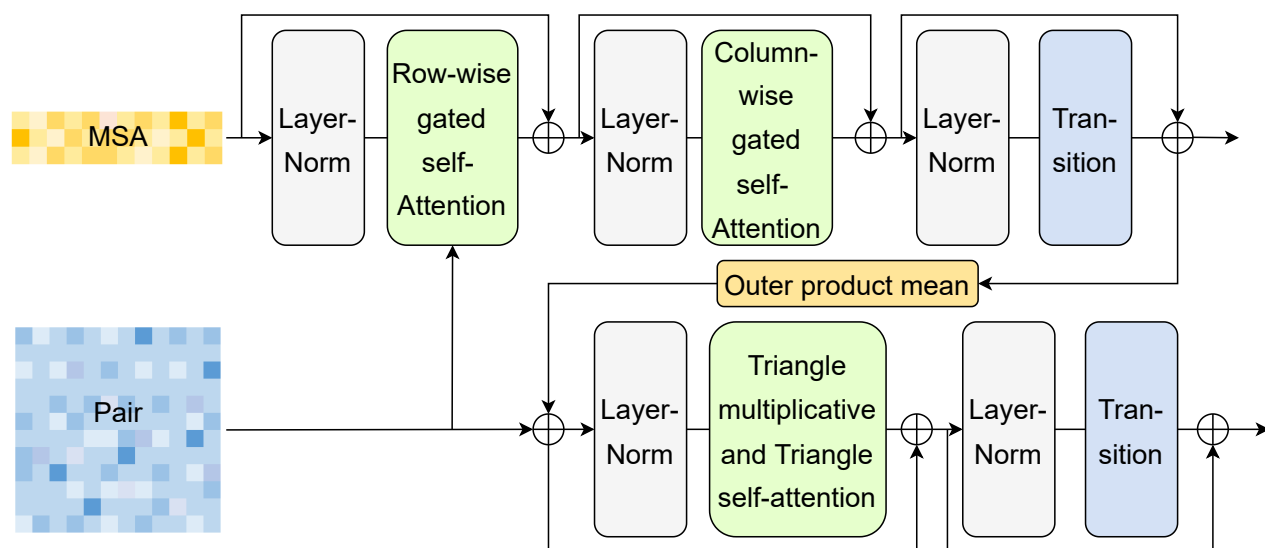 MSA
Layer-
Norm
Row-wise
gated
self-
Attention
Layer-
Norm
Column-
wise
gated
self-
Attention
Layer-
Norm
Tran-
sition
Outer product mean
Pair
Layer-
Norm
Triangle
multiplicative
and Triangle
self-attention
Layer-
Norm
Tran-
sition